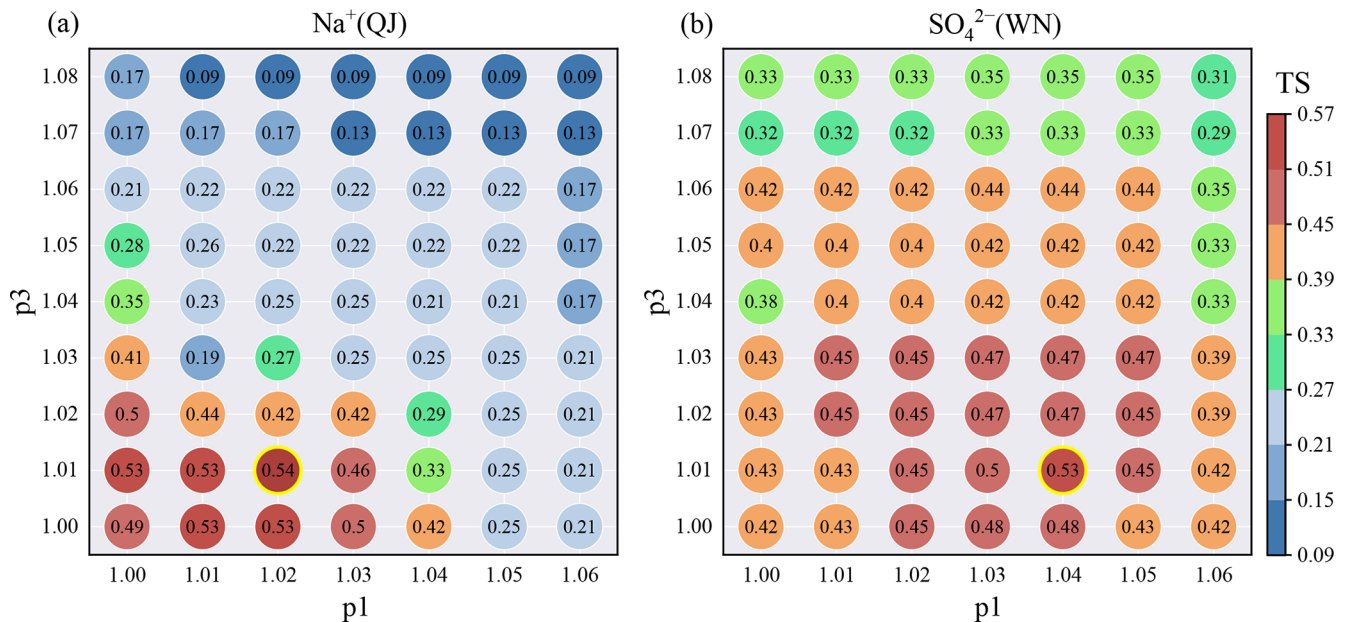 (a) Na⁺(QJ)
1.08 0.17 0.09 0.09 0.09 0.09 0.09 0.09
1.07 0.17 0.17 0.17 0.13 0.13 0.13 0.13
1.06 0.21 0.22 0.22 0.22 0.22 0.22 0.17
1.05 0.28 0.26 0.22 0.22 0.22 0.22 0.17
1.04 0.35 0.23 0.25 0.25 0.21 0.21 0.17
p3
1.03 0.41 0.19 0.27 0.25 0.25 0.25 0.21
1.02 0.5 0.44 0.42 0.42 0.29 0.25 0.21
1.01 0.53 0.53 0.54 0.46 0.33 0.25 0.21
1.00 0.49 0.53 0.53 0.5 0.42 0.25 0.21
1.00 1.01 1.02 1.03 1.04 1.05 1.06
p1
(b) SO₄²⁻(WN)
1.08 0.33 0.33 0.33 0.35 0.35 0.35 0.31
1.07 0.32 0.32 0.32 0.33 0.33 0.33 0.29
1.06 0.42 0.42 0.42 0.44 0.44 0.44 0.35
1.05 0.4 0.4 0.4 0.42 0.42 0.42 0.33
1.04 0.38 0.4 0.4 0.42 0.42 0.42 0.33
p3
1.03 0.43 0.45 0.45 0.47 0.47 0.47 0.39
1.02 0.43 0.45 0.45 0.47 0.47 0.45 0.39
1.01 0.43 0.43 0.45 0.5 0.53 0.45 0.42
1.00 0.42 0.43 0.45 0.48 0.48 0.43 0.42
1.00 1.01 1.02 1.03 1.04 1.05 1.06
p1
TS
0.57
0.51
0.45
0.39
0.33
0.27
0.21
0.15
0.09